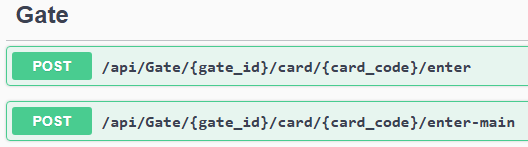 Gate
POST /api/Gate/{gate_id}/card/{card_code}/enter
POST /api/Gate/{gate_id}/card/{card_code}/enter-main